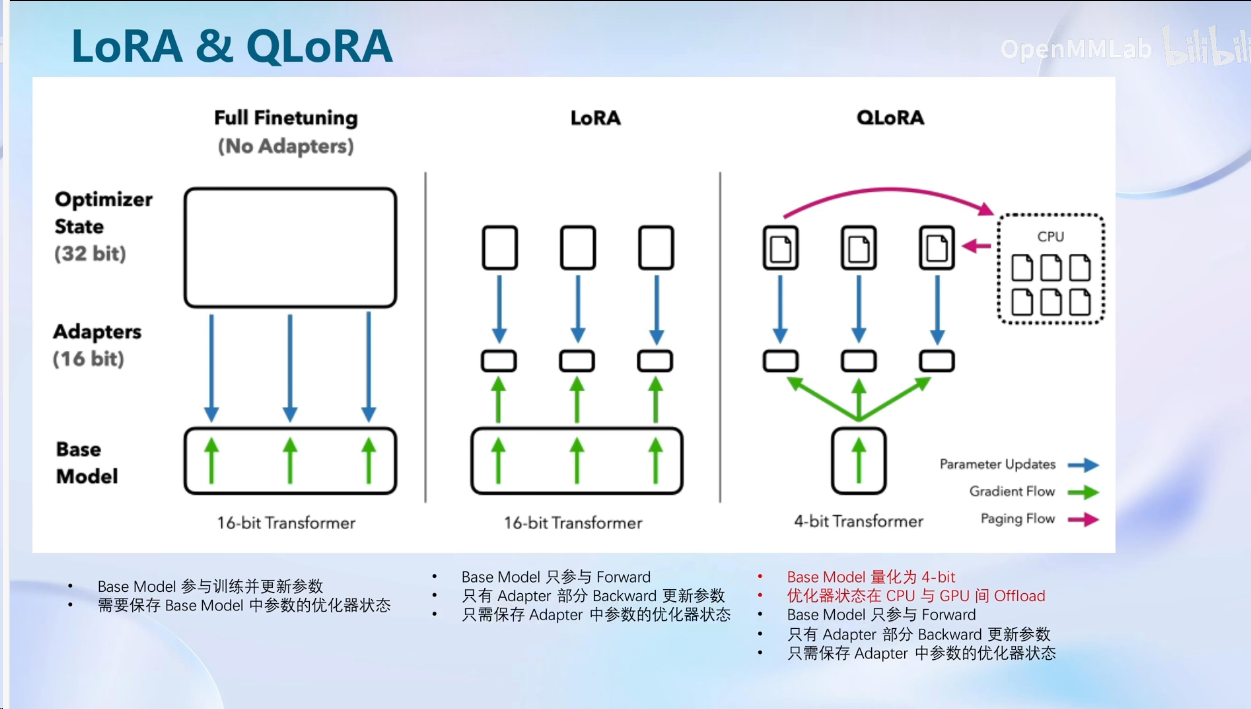 LoRA & QLoRA
OpenMMLab bilibili
Full Finetuning
(No Adapters)
LoRA
QLoRA
Optimizer
State
(32 bit)
CPU
Adapters
(16 bit)
Base
Model
Parameter Updates
Gradient Flow
Paging Flow
16-bit Transformer
16-bit Transformer
4-bit Transformer
• Base Model 参与训练并更新参数
• 需要保存 Base Model 中参数的优化器状态
• Base Model 只参与 Forward
• 只有 Adapter 部分 Backward 更新参数
• 只需保存 Adapter 中参数的优化器状态
• Base Model 量化为 4-bit
• 优化器状态在 CPU 与 GPU 间 Offload
• Base Model 只参与 Forward
• 只有 Adapter 部分 Backward 更新参数
• 只需保存 Adapter 中参数的优化器状态